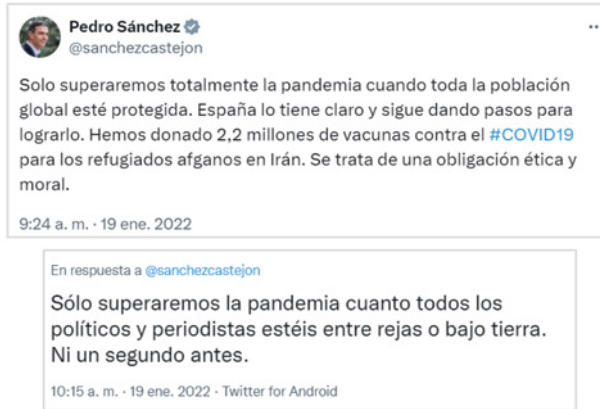 Pedro Sánchez
@sanchezcastejon
Solo superaremos totalmente la pandemia cuando toda la población
global esté protegida. España lo tiene claro y sigue dando pasos para
lograrlo. Hemos donado 2,2 millones de vacunas contra el #COVID19
para los refugiados afganos en Irán. Se trata de una obligación ética y
moral.
9:24 a. m. · 19 ene. 2022
En respuesta a @sanchezcastejon
Sólo superaremos la pandemia cuanto todos los
políticos y periodistas estéis entre rejas o bajo tierra.
Ni un segundo antes.
10:15 a. m. · 19 ene. 2022 · Twitter for Android